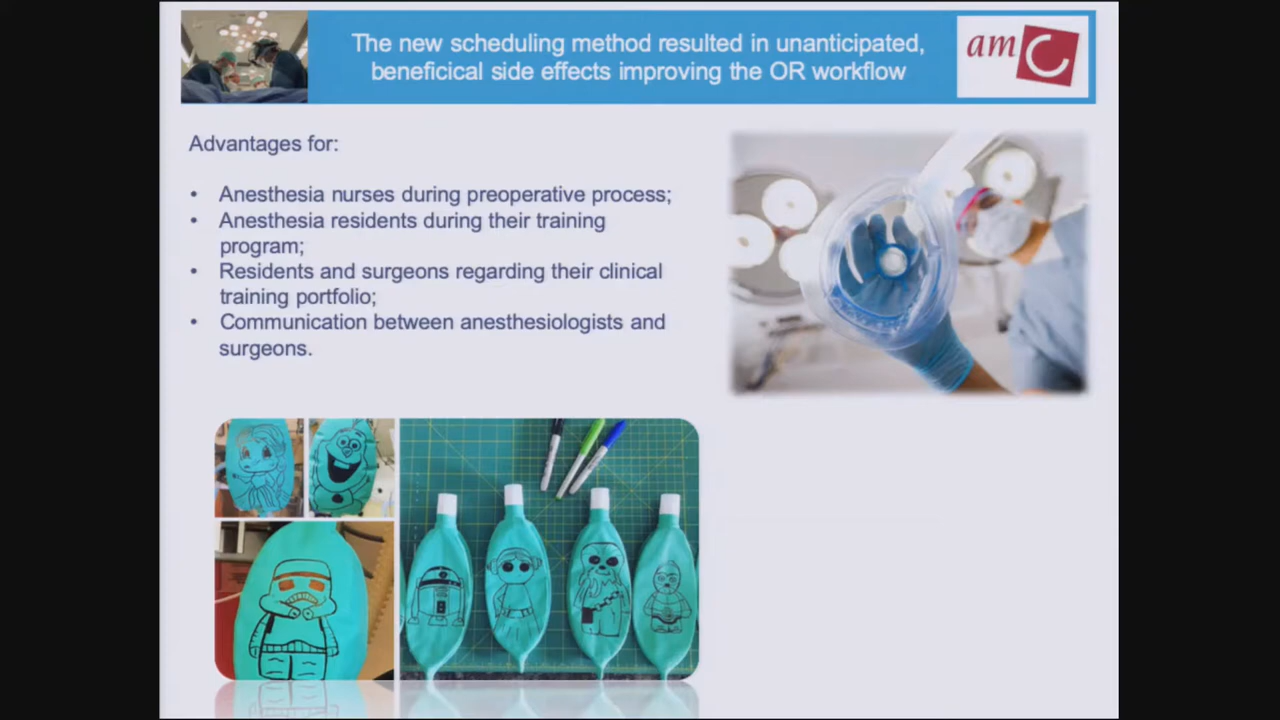 The new scheduling method resulted in unanticipated,
beneficical side effects improving the OR workflow
amC
Advantages for:
• Anesthesia nurses during preoperative process;
• Anesthesia residents during their training
program;
• Residents and surgeons regarding their clinical
training portfolio;
• Communication between anesthesiologists and
surgeons.